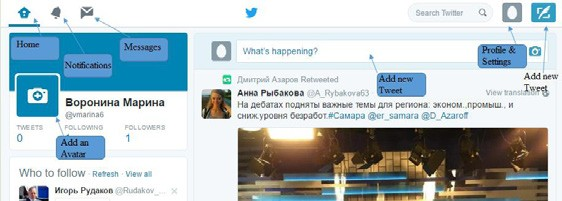 Search Twitter
Home
Notifications
Messages
What's happening?
Profile &
Settings
Add new
Tweet
Add new
Tweet
Дмитрий Азаров Retweeted
Анна Рыбакова @A_Rybakova63
View translation
На дебатах подняты важные темы для региона: эконом.,промыш., и
сниж.уровня безработ.#Самара @er_samara @D_Azaroff
Воронина Марина
@vmarina6
TWEETS FOLLOWING FOLLOWERS
0 1 1
Add an
Avatar
Who to follow · Refresh · View all
Игорь Рудаков @Rudakov_... ×